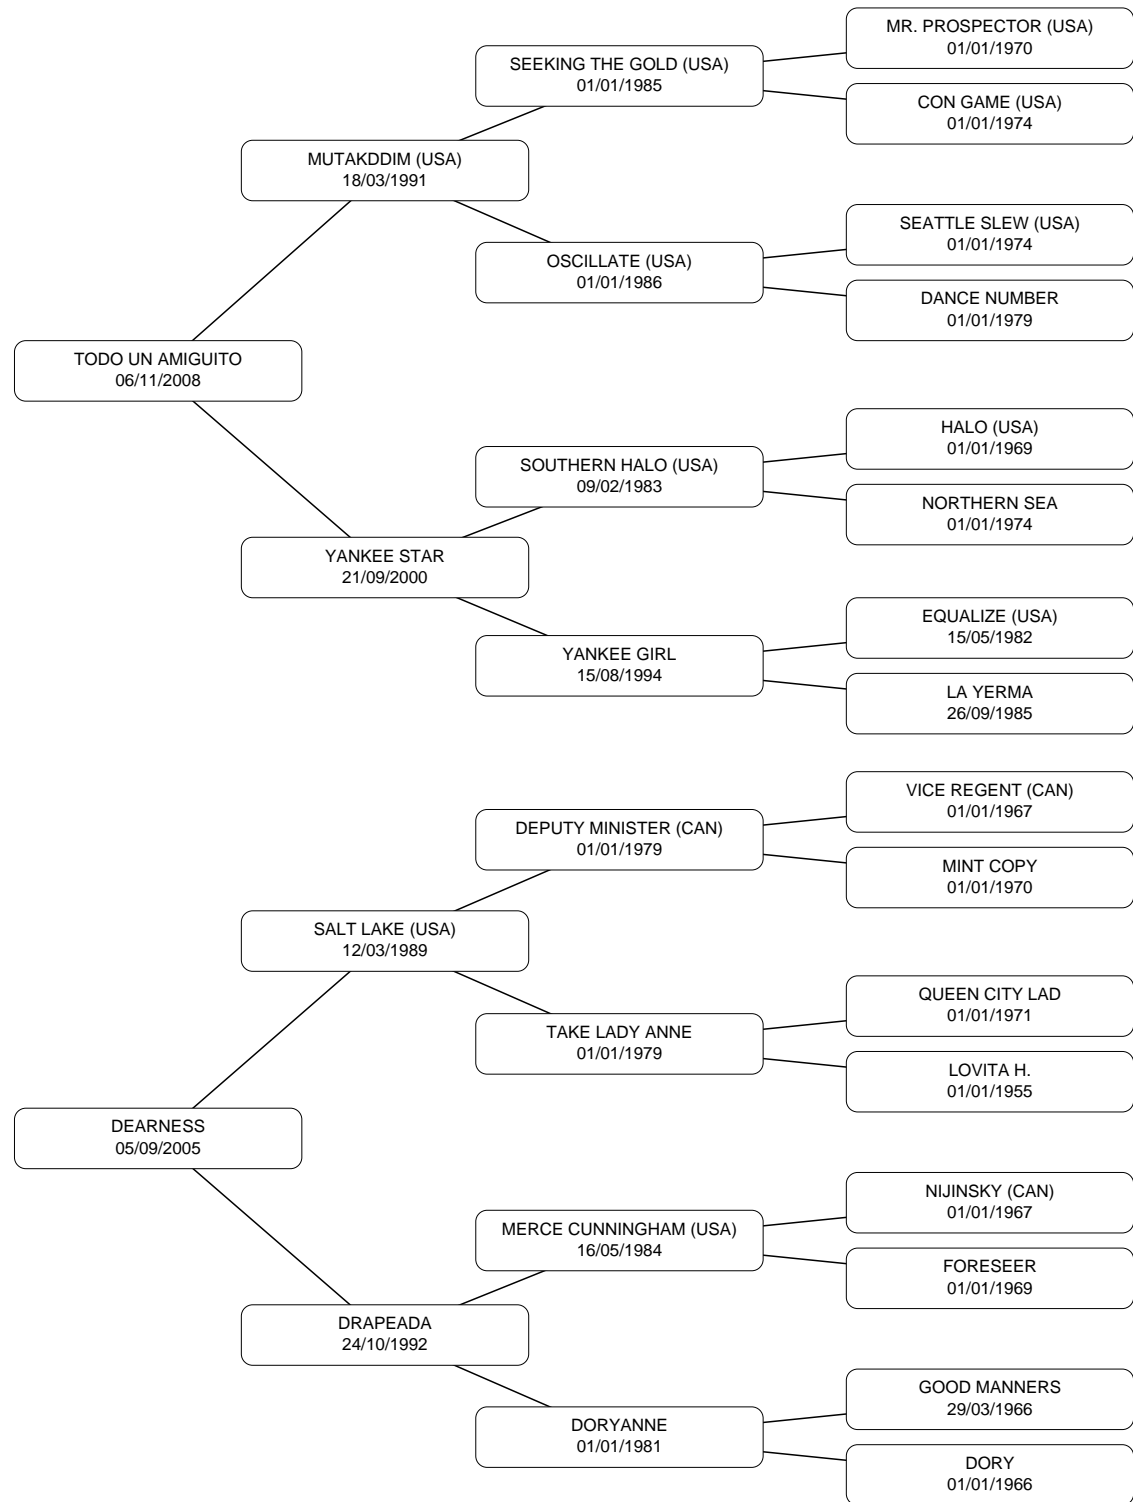 MR. PROSPECTOR (USA)
01/01/1970
SEEKING THE GOLD (USA)
01/01/1985
CON GAME (USA)
01/01/1974
MUTAKDDIM (USA)
18/03/1991
SEATTLE SLEW (USA)
01/01/1974
OSCILLATE (USA)
01/01/1986
DANCE NUMBER
01/01/1979
TODO UN AMIGUITO
06/11/2008
HALO (USA)
01/01/1969
SOUTHERN HALO (USA)
09/02/1983
NORTHERN SEA
01/01/1974
YANKEE STAR
21/09/2000
EQUALIZE (USA)
15/05/1982
YANKEE GIRL
15/08/1994
LA YERMA
26/09/1985
VICE REGENT (CAN)
01/01/1967
DEPUTY MINISTER (CAN)
01/01/1979
MINT COPY
01/01/1970
SALT LAKE (USA)
12/03/1989
QUEEN CITY LAD
01/01/1971
TAKE LADY ANNE
01/01/1979
LOVITA H.
01/01/1955
DEARNESS
05/09/2005
NIJINSKY (CAN)
01/01/1967
MERCE CUNNINGHAM (USA)
16/05/1984
FORESEER
01/01/1969
DRAPEADA
24/10/1992
GOOD MANNERS
29/03/1966
DORYANNE
01/01/1981
DORY
01/01/1966